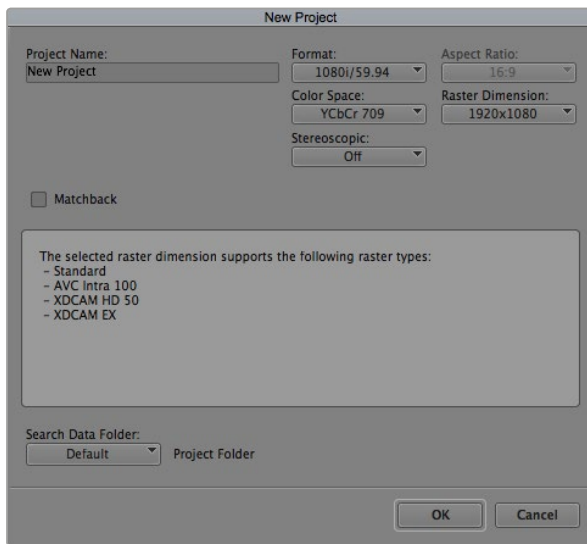 New Project
Project Name:
New Project
Format:
1080i/59.94
Aspect Ratio:
16:9
Color Space:
YCbCr 709
Raster Dimension:
1920x1080
Stereoscopic:
Off
Matchback
The selected raster dimension supports the following raster types:
– Standard
– AVC Intra 100
– XDCAM HD 50
– XDCAM EX
Search Data Folder:
Default
Project Folder
OK
Cancel